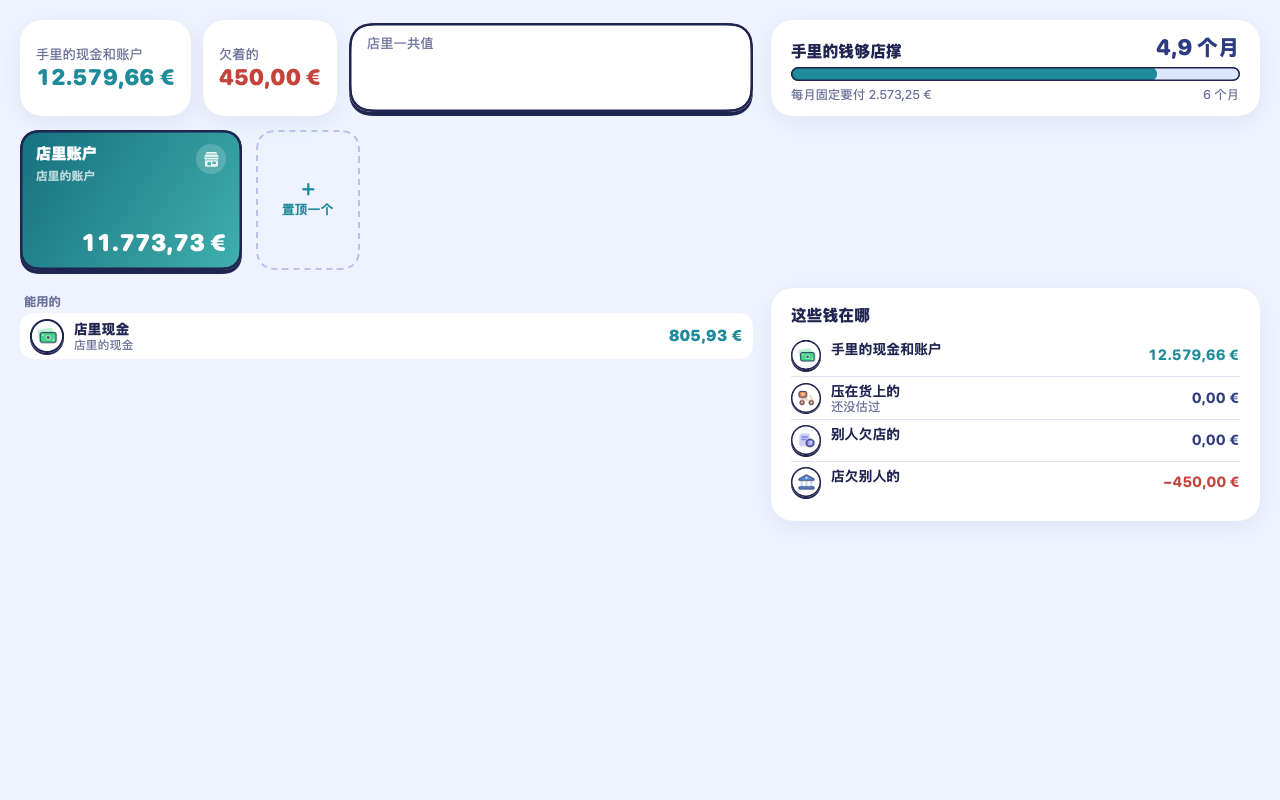 手里的现金和账户
12.579,66 €
欠着的
450,00 €
店里一共值
手里的钱够店撑
4,9 个月
每月固定要付 2.573,25 €
6 个月
店里账户
店里的账户
11.773,73 €
+
置顶一个
能用的
店里现金
店里的现金
805,93 €
这些钱在哪
手里的现金和账户
12.579,66 €
压在货上的
还没估过
0,00 €
别人欠店的
0,00 €
店欠别人的
−450,00 €